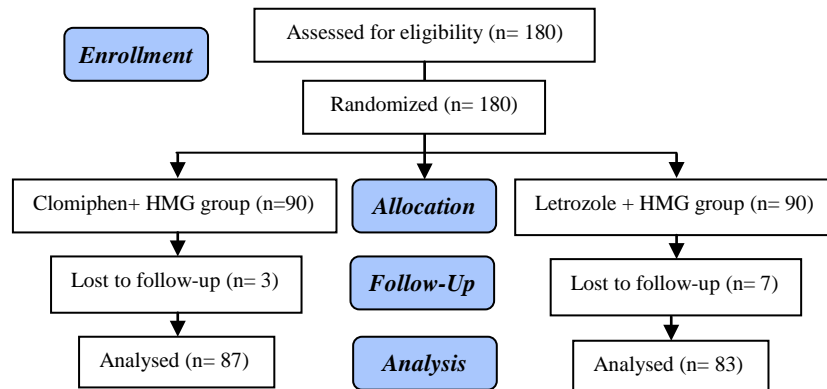 Assessed for eligibility (n= 180)
Enrollment
Randomized (n= 180)
Clomiphen+ HMG group (n=90)
Allocation
Letrozole + HMG group (n= 90)
Lost to follow-up (n= 3)
Follow-Up
Lost to follow-up (n= 7)
Analysed (n= 87)
Analysis
Analysed (n= 83)